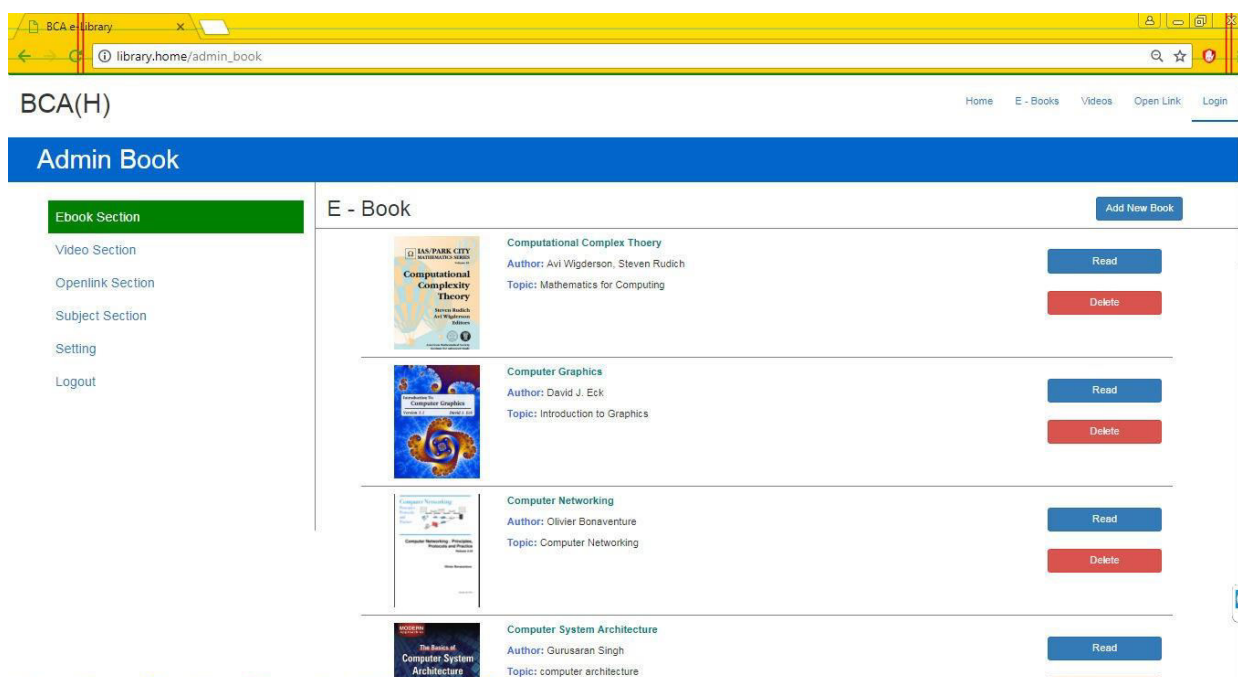 BCA e-Library
library.home/admin_book
BCA(H)
Home E - Books Videos Open Link Login
Admin Book
Ebook Section
Video Section
Openlink Section
Subject Section
Setting
Logout
E - Book
Add New Book
IAS/PARK CITY
MATHEMATICS SERIES
Computational
Complexity
Theory
Steven Rudich
Avi Wigderson
Editors
Computational Complex Thoery
Author: Avi Wigderson, Steven Rudich
Topic: Mathematics for Computing
Read
Delete
Introduction To
Computer Graphics
David J. Eck
Computer Graphics
Author: David J. Eck
Topic: Introduction to Graphics
Read
Delete
Computer Networking
Computer Networking : Principles,
Protocols and Practice
Olivier Bonaventure
Computer Networking
Author: Olivier Bonaventure
Topic: Computer Networking
Read
Delete
MODERN
The Basics of
Computer System
Architecture
Computer System Architecture
Author: Gurusaran Singh
Topic: computer architecture
Read